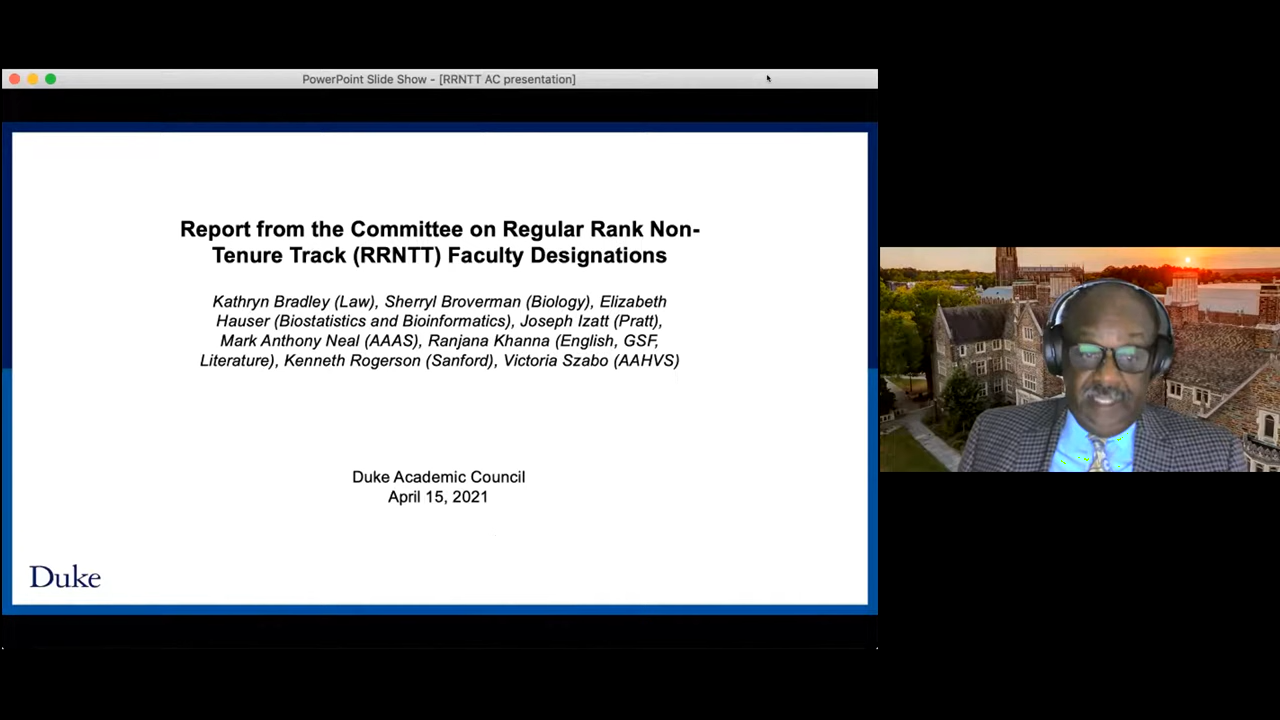 PowerPoint Slide Show - [RRNTT AC presentation]
Report from the Committee on Regular Rank Non-
Tenure Track (RRNTT) Faculty Designations
Kathryn Bradley (Law), Sherryl Broverman (Biology), Elizabeth
Hauser (Biostatistics and Bioinformatics), Joseph Izatt (Pratt),
Mark Anthony Neal (AAAS), Ranjana Khanna (English, GSF,
Literature), Kenneth Rogerson (Sanford), Victoria Szabo (AAHVS)
Duke Academic Council
April 15, 2021
Duke